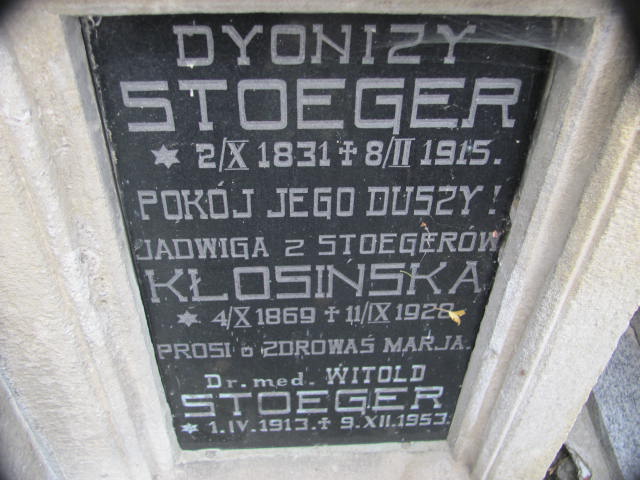 DYONIZY
STOEGER
* 2/X 1831 ✝ 8/II 1915.
POKÓJ JEGO DUSZY!
JADWIGA Z STOEGERÓW
KŁOSIŃSKA
* 4/X 1869 ✝ 11/IX 1928.
PROSI o ZDROWAŚ MARJA.
Dr. med. WITOLD
STOEGER
* 1.IV.1913. ✝ 9.XII.1953.